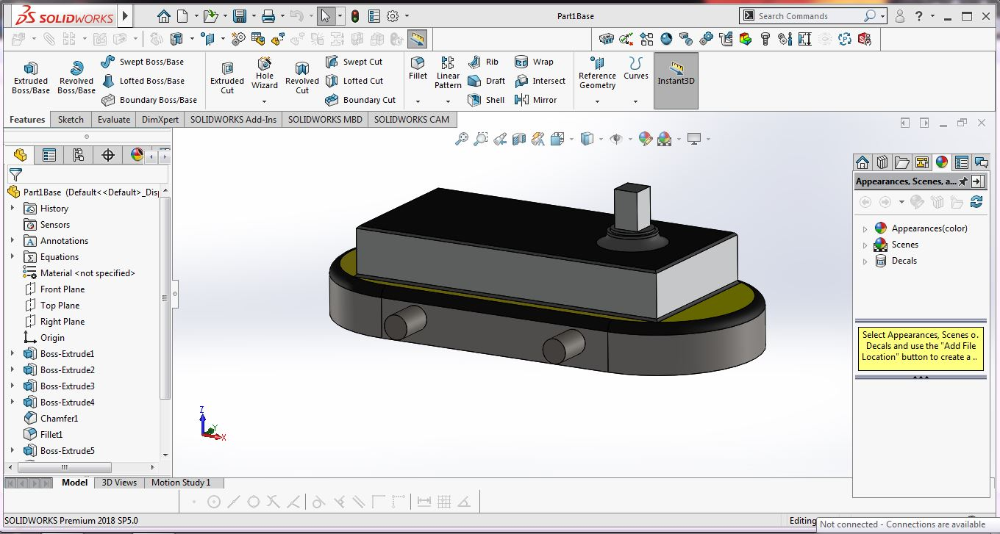 3S SOLIDWORKS
Part1Base
Search Commands
?
Extruded Boss/Base
Revolved Boss/Base
Swept Boss/Base
Lofted Boss/Base
Boundary Boss/Base
Extruded Cut
Hole Wizard
Revolved Cut
Swept Cut
Lofted Cut
Boundary Cut
Fillet
Linear Pattern
Rib
Draft
Shell
Wrap
Intersect
Mirror
Reference Geometry
Curves
Instant3D
Features
Sketch
Evaluate
DimXpert
SOLIDWORKS Add-Ins
SOLIDWORKS MBD
SOLIDWORKS CAM
Part1Base (Default<<Default>_Disp
History
Sensors
Annotations
Equations
Material <not specified>
Front Plane
Top Plane
Right Plane
Origin
Boss-Extrude1
Boss-Extrude2
Boss-Extrude3
Boss-Extrude4
Chamfer1
Fillet1
Boss-Extrude5
Z
Y
X
Appearances, Scenes, a...
Appearances(color)
Scenes
Decals
Select Appearances, Scenes o.
Decals and use the "Add File
Location" button to create a ..
Model
3D Views
Motion Study 1
SOLIDWORKS Premium 2018 SP5.0
Editing
Not connected - Connections are available